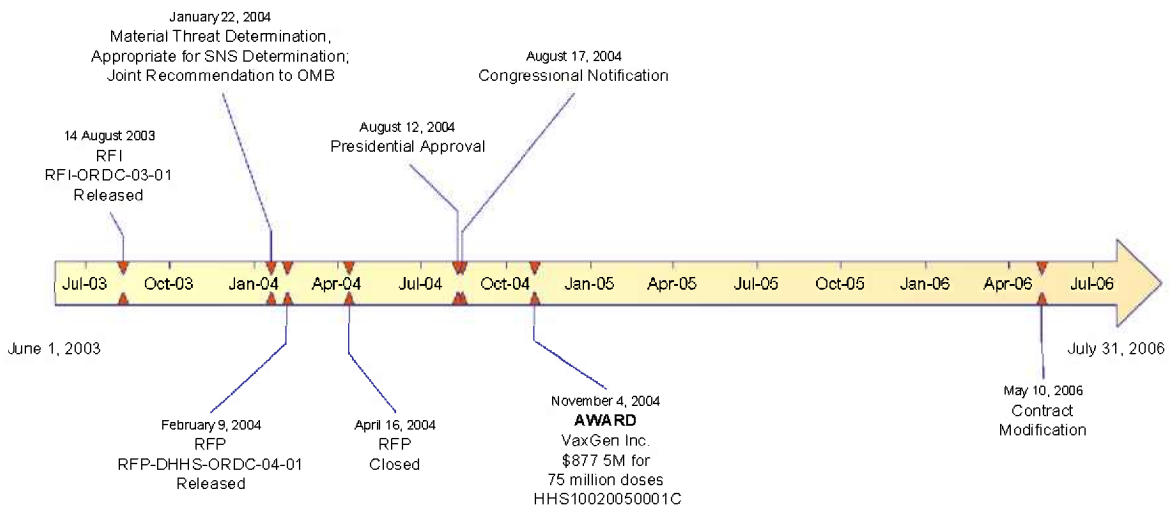 January 22, 2004
Material Threat Determination,
Appropriate for SNS Determination;
Joint Recommendation to OMB
August 17, 2004
Congressional Notification
August 12, 2004
Presidential Approval
14 August 2003
RFI
RFI-ORDC-03-01
Released
Jul-03 Oct-03 Jan-04 Apr-04 Jul-04 Oct-04 Jan-05 Apr-05 Jul-05 Oct-05 Jan-06 Apr-06 Jul-06
June 1, 2003
July 31, 2006
February 9, 2004
RFP
RFP-DHHS-ORDC-04-01
Released
April 16, 2004
RFP
Closed
November 4, 2004
AWARD
VaxGen Inc.
$877 5M for
75 million doses
HHS10020050001C
May 10, 2006
Contract
Modification